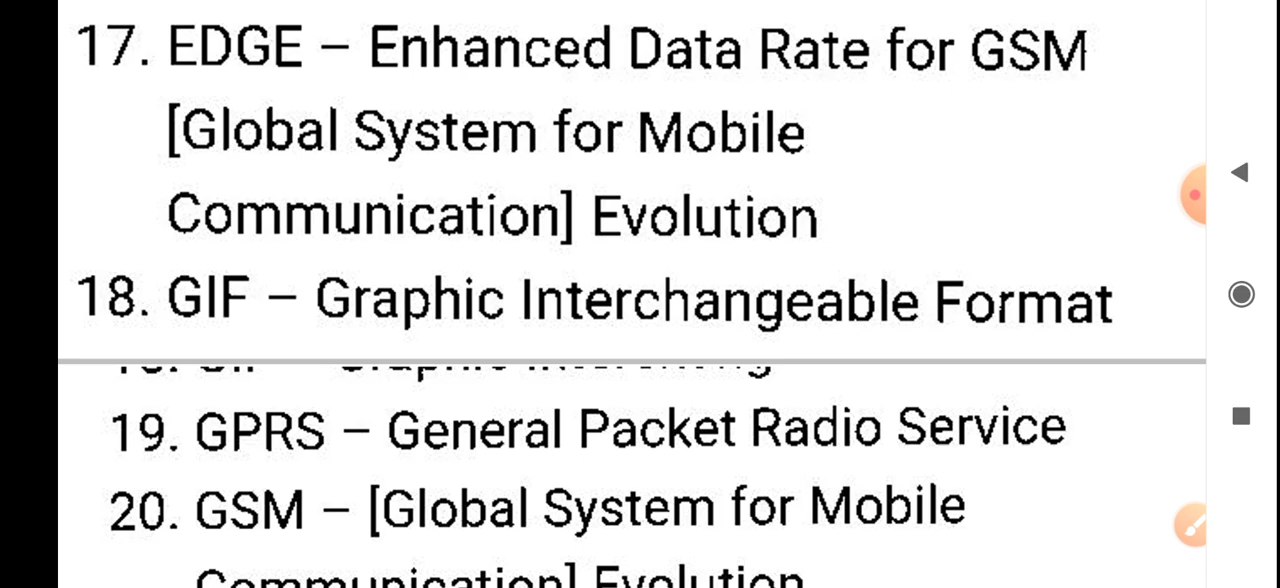 17. EDGE – Enhanced Data Rate for GSM
[Global System for Mobile
Communication] Evolution
18. GIF – Graphic Interchangeable Format
19. GPRS – General Packet Radio Service
20. GSM – [Global System for Mobile
Communication] Evolution